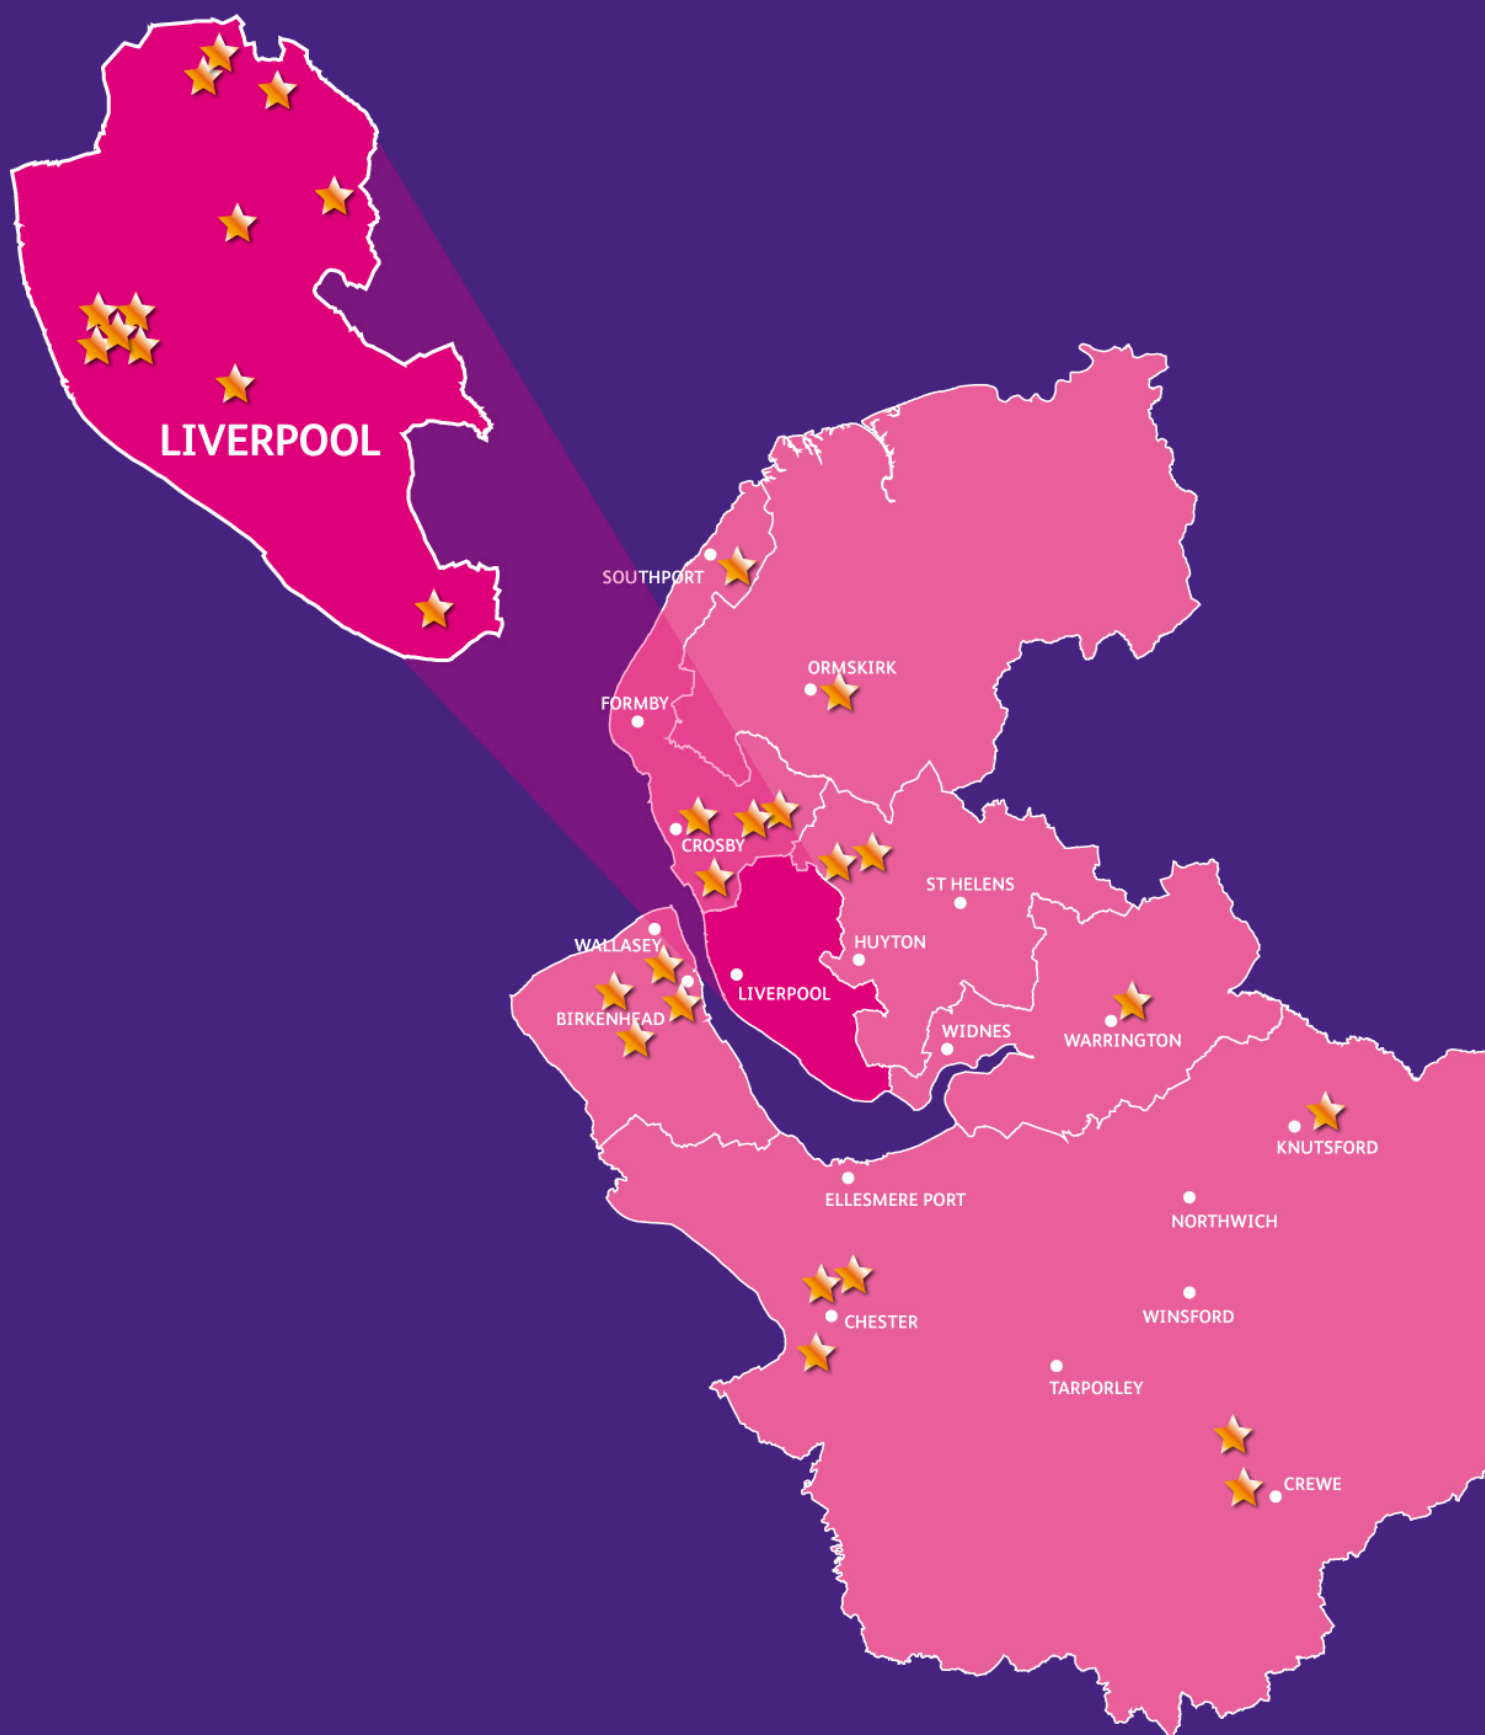 LIVERPOOL
SOUTHPORT
ORMSKIRK
FORMBY
CROSBY
ST HELENS
HUYTON
WALLASEY
LIVERPOOL
BIRKENHEAD
WIDNES
WARRINGTON
KNUTSFORD
ELLESMERE PORT
NORTHWICH
WINSFORD
CHESTER
TARPORLEY
CREWE